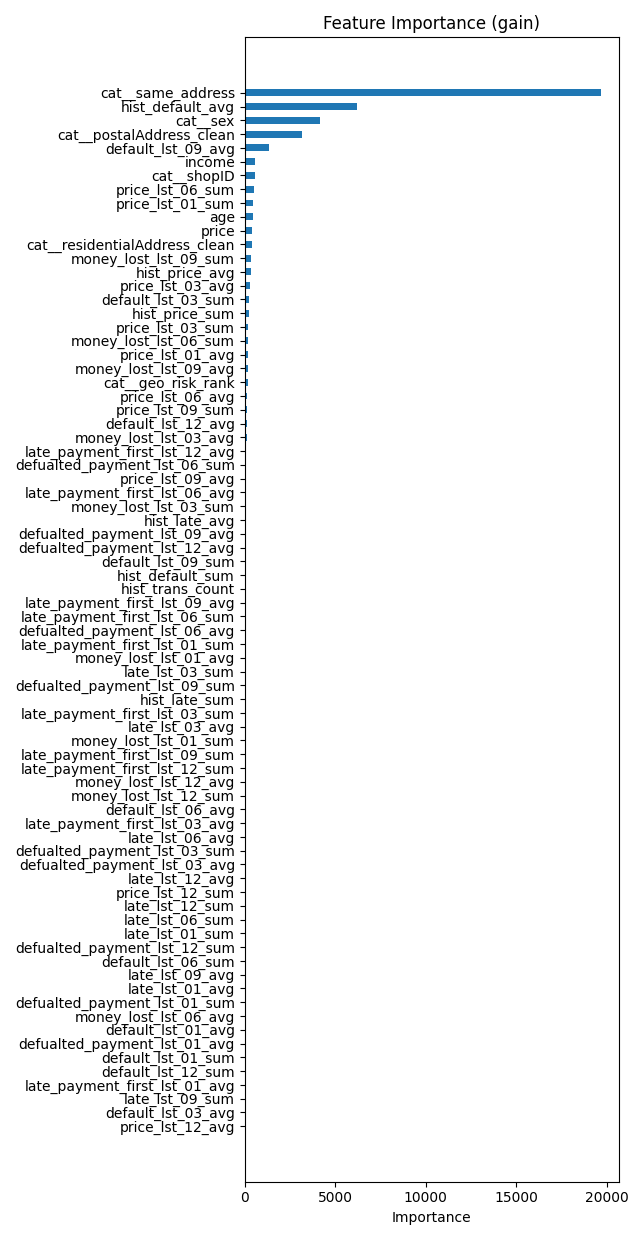 Feature Importance (gain)
cat__same_address
hist_default_avg
cat__sex
cat__postalAddress_clean
default_lst_09_avg
income
cat__shopID
price_lst_06_sum
price_lst_01_sum
age
price
cat__residentialAddress_clean
money_lost_lst_09_sum
hist_price_avg
price_lst_03_avg
default_lst_03_sum
hist_price_sum
price_lst_03_sum
money_lost_lst_06_sum
price_lst_01_avg
money_lost_lst_09_avg
cat__geo_risk_rank
price_lst_06_avg
price_lst_09_sum
default_lst_12_avg
money_lost_lst_03_avg
late_payment_first_lst_12_avg
defualted_payment_lst_06_sum
price_lst_09_avg
late_payment_first_lst_06_avg
money_lost_lst_03_sum
hist_late_avg
defualted_payment_lst_09_avg
defualted_payment_lst_12_avg
default_lst_09_sum
hist_default_sum
hist_trans_count
late_payment_first_lst_09_avg
late_payment_first_lst_06_sum
defualted_payment_lst_06_avg
late_payment_first_lst_01_sum
money_lost_lst_01_avg
late_lst_03_sum
defualted_payment_lst_09_sum
hist_late_sum
late_payment_first_lst_03_sum
late_lst_03_avg
money_lost_lst_01_sum
late_payment_first_lst_09_sum
late_payment_first_lst_12_sum
money_lost_lst_12_avg
money_lost_lst_12_sum
default_lst_06_avg
late_payment_first_lst_03_avg
late_lst_06_avg
defualted_payment_lst_03_sum
defualted_payment_lst_03_avg
late_lst_12_avg
price_lst_12_sum
late_lst_12_sum
late_lst_06_sum
late_lst_01_sum
defualted_payment_lst_12_sum
default_lst_06_sum
late_lst_09_avg
late_lst_01_avg
defualted_payment_lst_01_sum
money_lost_lst_06_avg
default_lst_01_avg
defualted_payment_lst_01_avg
default_lst_01_sum
default_lst_12_sum
late_payment_first_lst_01_avg
late_lst_09_sum
default_lst_03_avg
price_lst_12_avg
0 5000 10000 15000 20000
Importance